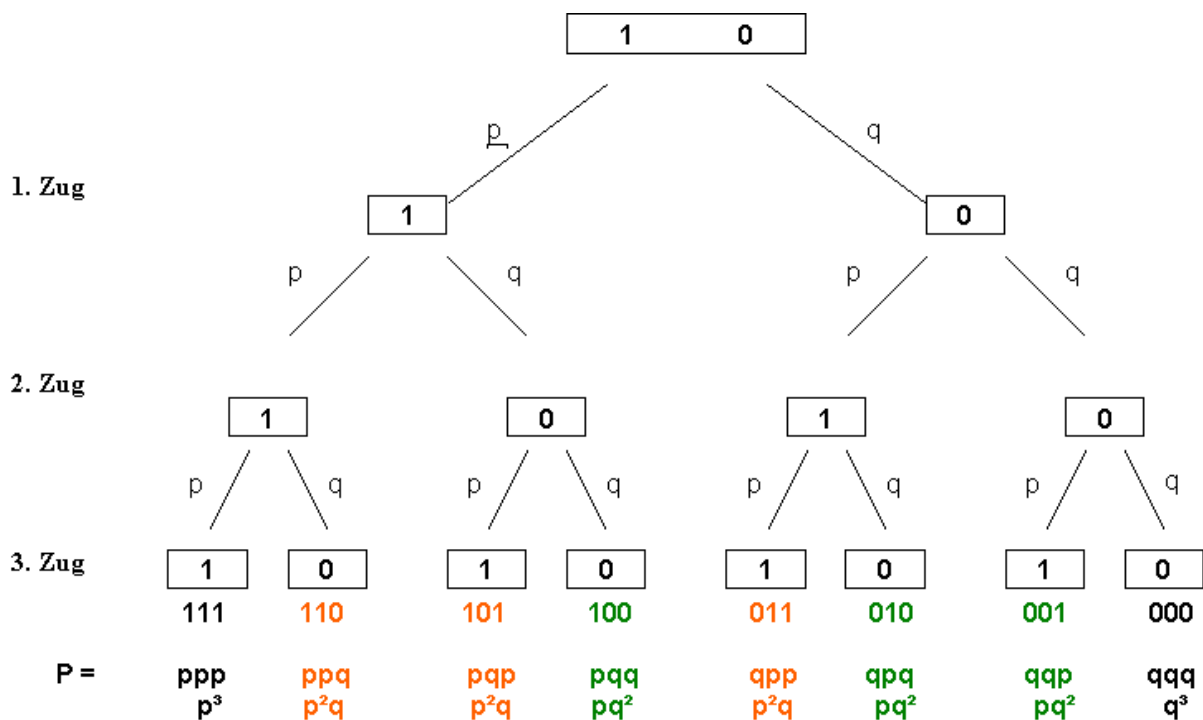 1 0
p q
1. Zug
1 0
p q p q
2. Zug
1 0 1 0
p q p q p q p q
3. Zug 1 0 1 0 1 0 1 0
111 110 101 100 011 010 001 000
P = ppp ppq pqp pqq qpp qpq qqp qqq
p³ p²q p²q pq² p²q pq² pq² q³